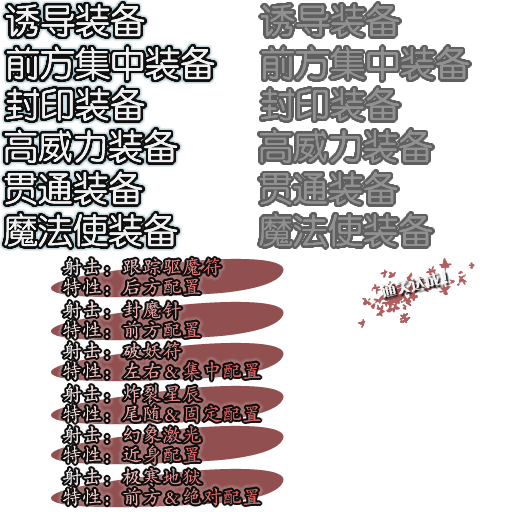 诱导装备
诱导装备
前方集中装备
前方集中装备
封印装备
封印装备
高威力装备
高威力装备
贯通装备
贯通装备
魔法使装备
魔法使装备
射击：跟踪驱魔符
特性：后方配置
射击：封魔针
特性：前方配置
射击：破妖符
特性：左右&集中配置
射击：炸裂星辰
特性：尾随&固定配置
射击：幻象激光
特性：近身配置
射击：极寒地狱
特性：前方&绝对配置